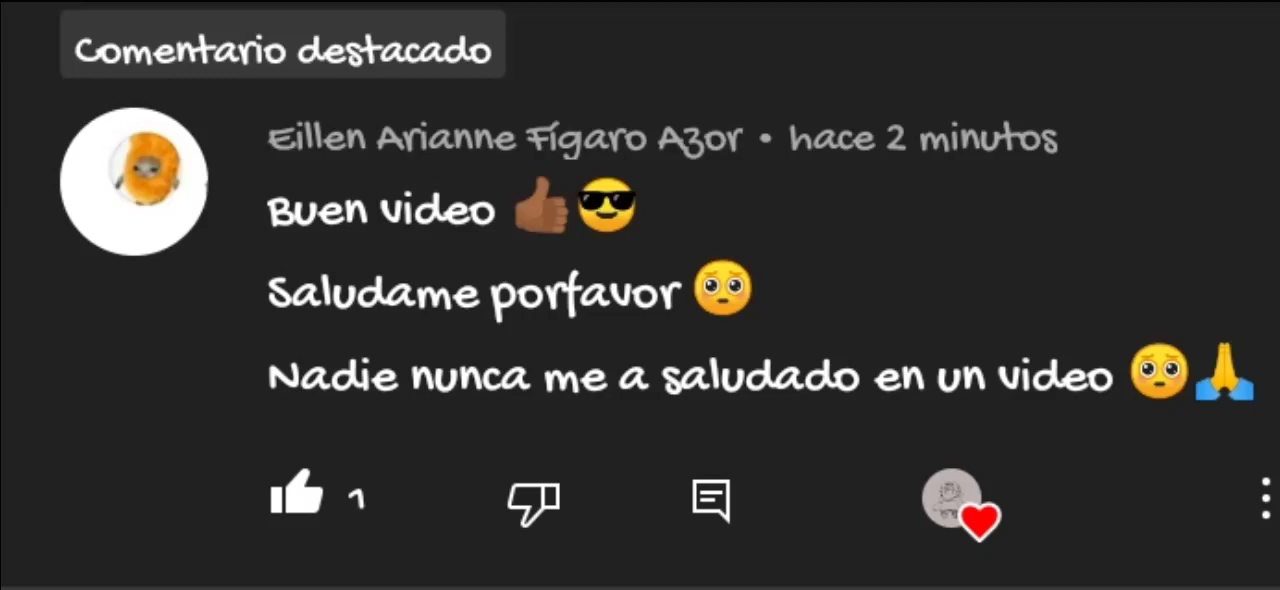 Comentario destacado
Eillen Arianne Fígaro Azor • hace 2 minutos
Buen video 👍🏾😎
Saludame porfavor 🥺
Nadie nunca me a saludado en un video 🥺🙏
1